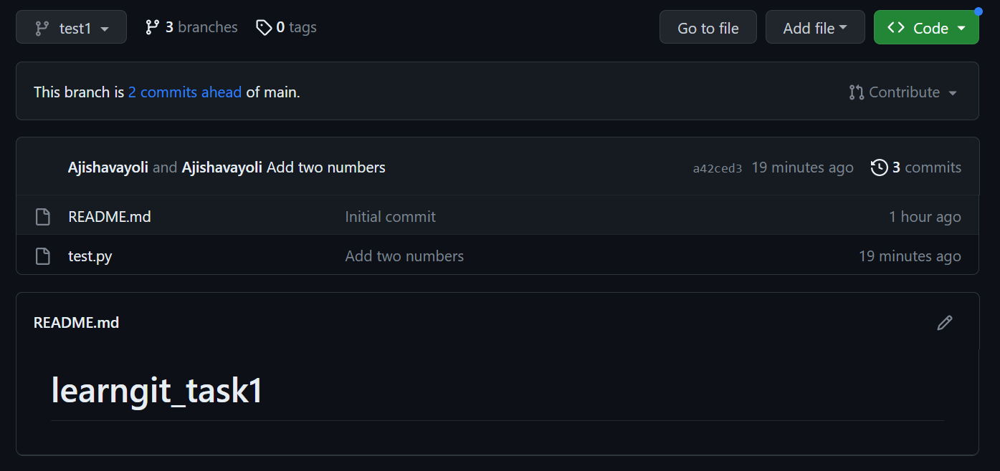 test1 3 branches 0 tags Go to file Add file Code
This branch is 2 commits ahead of main. Contribute
Ajishavayoli and Ajishavayoli Add two numbers a42ced3 19 minutes ago 3 commits
README.md Initial commit 1 hour ago
test.py Add two numbers 19 minutes ago
README.md
learngit_task1